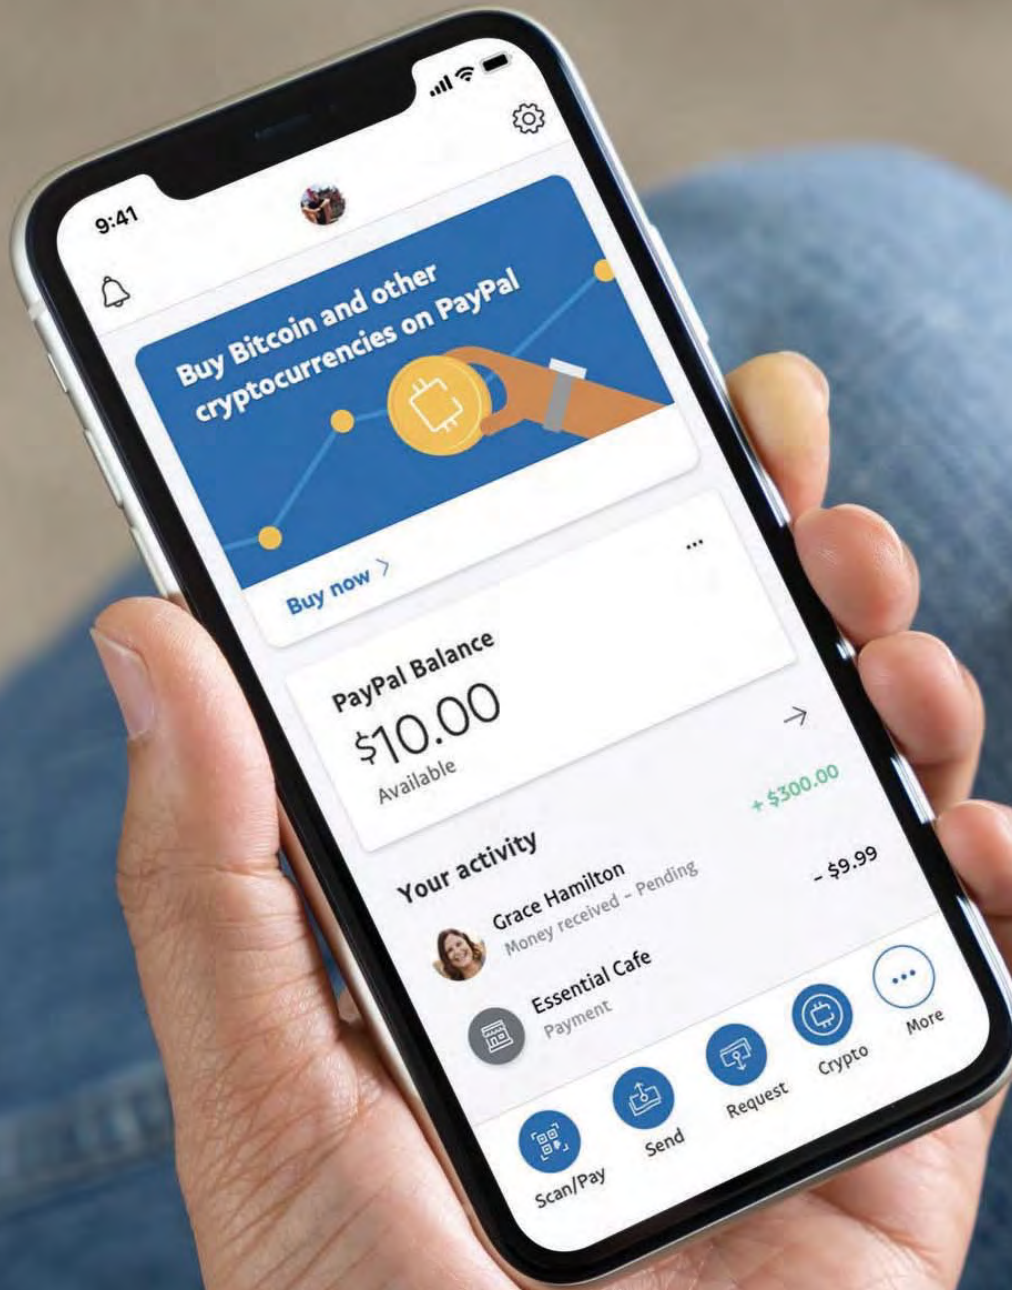 9:41
Buy Bitcoin and other
cryptocurrencies on PayPal
Buy now
PayPal Balance
$10.00
Available
Your activity
Grace Hamilton
+ $300.00
Money received – Pending
Essential Cafe
– $9.99
Payment
Scan/Pay
Send
Request
Crypto
More